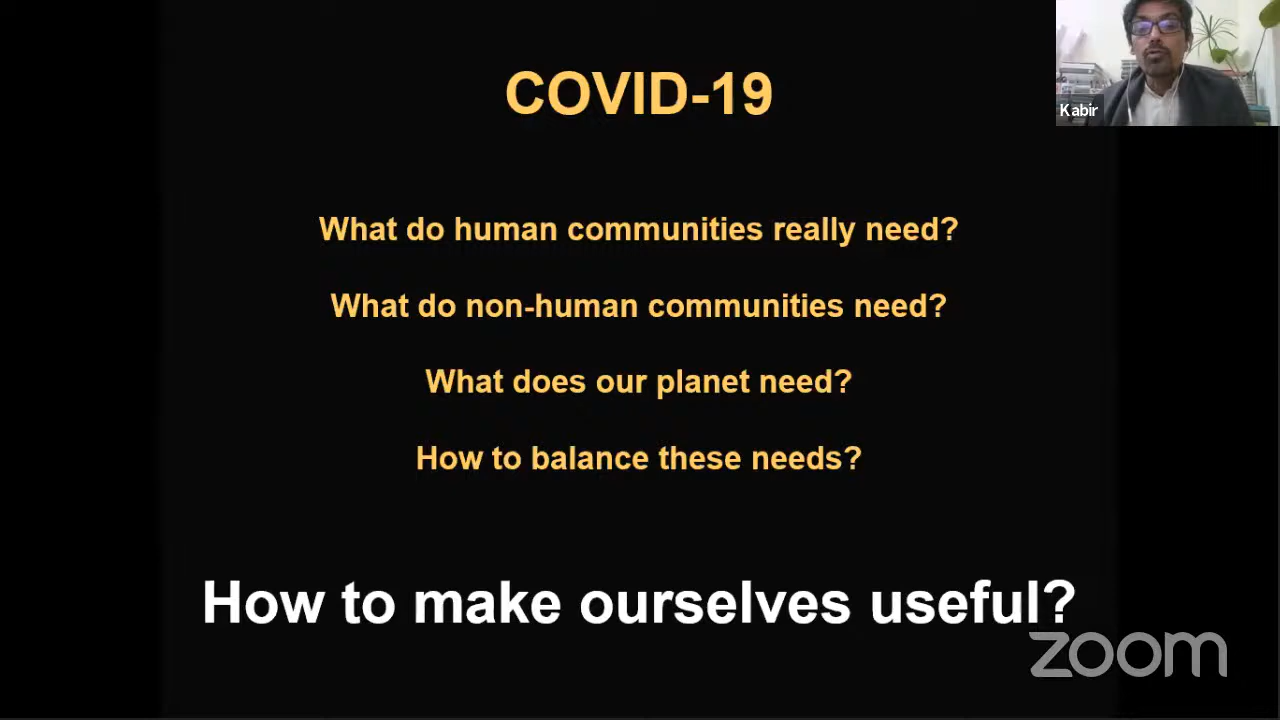 COVID-19
Kabir
What do human communities really need?
What do non-human communities need?
What does our planet need?
How to balance these needs?
How to make ourselves useful?
zoom